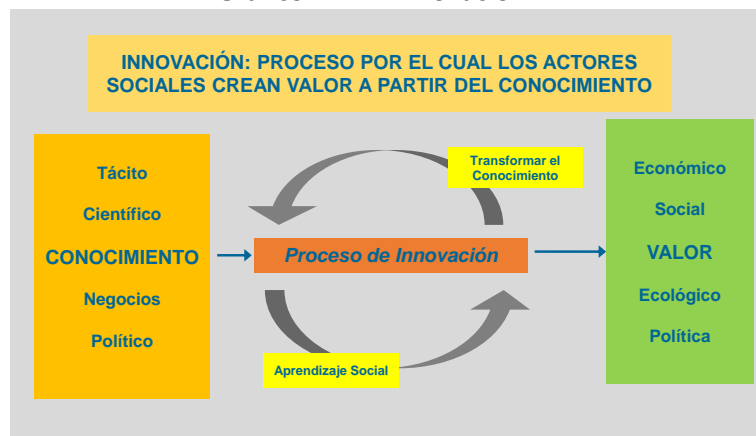 INNOVACIÓN: PROCESO POR EL CUAL LOS ACTORES
SOCIALES CREAN VALOR A PARTIR DEL CONOCIMIENTO
Tácito
Científico
CONOCIMIENTO
Negocios
Político
Transformar el
Conocimiento
Proceso de Innovación
Aprendizaje Social
Económico
Social
VALOR
Ecológico
Política